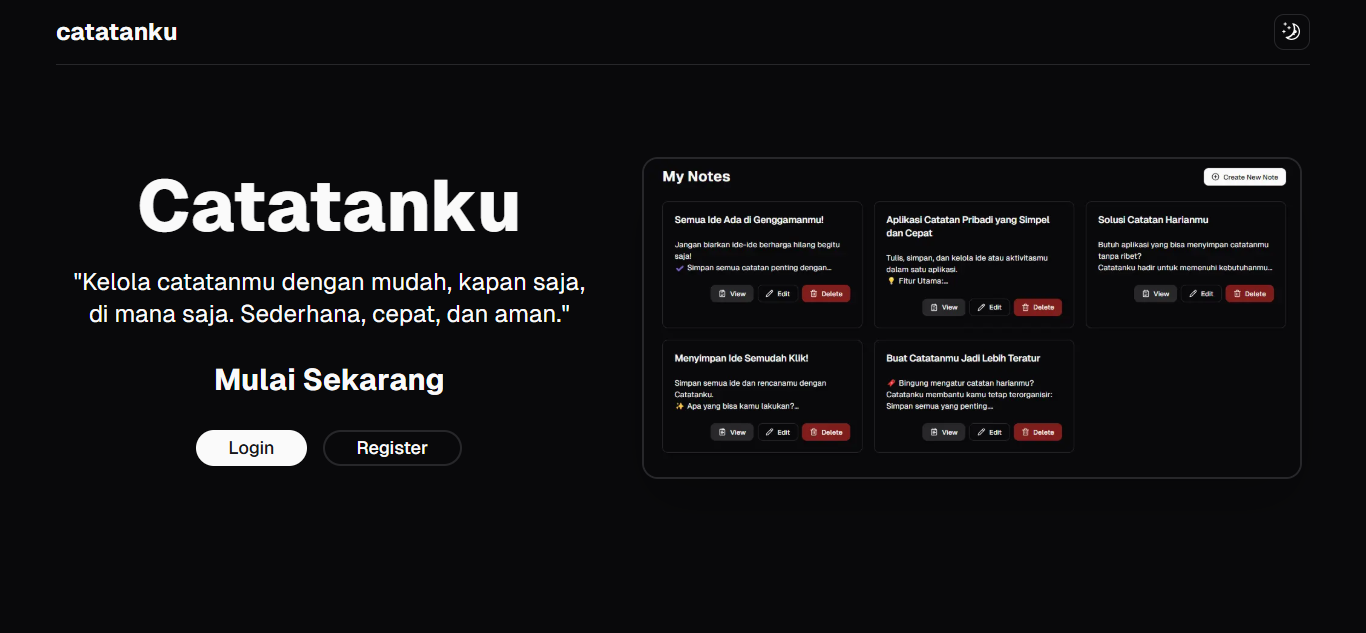 catatanku
Catatanku
"Kelola catatanmu dengan mudah, kapan saja,
di mana saja. Sederhana, cepat, dan aman."
Mulai Sekarang
Login
Register
My Notes
Create New Note
Semua Ide Ada di Genggamanmu!
Jangan biarkan ide-ide berharga hilang begitu
saja!
✔ Simpan semua catatan penting dengan...
View Edit Delete
Aplikasi Catatan Pribadi yang Simpel
dan Cepat
Tulis, simpan, dan kelola ide atau aktivitasmu
dalam satu aplikasi.
💡 Fitur Utama:...
View Edit Delete
Solusi Catatan Harianmu
Butuh aplikasi yang bisa menyimpan catatanmu
tanpa ribet?
Catatanku hadir untuk memenuhi kebutuhanmu...
View Edit Delete
Menyimpan Ide Semudah Klik!
Simpan semua ide dan rencanamu dengan
Catatanku.
✨ Apa yang bisa kamu lakukan?...
View Edit Delete
Buat Catatanmu Jadi Lebih Teratur
📌 Bingung mengatur catatan harianmu?
Catatanku membantu kamu tetap terorganisir:
Simpan semua yang penting...
View Edit Delete